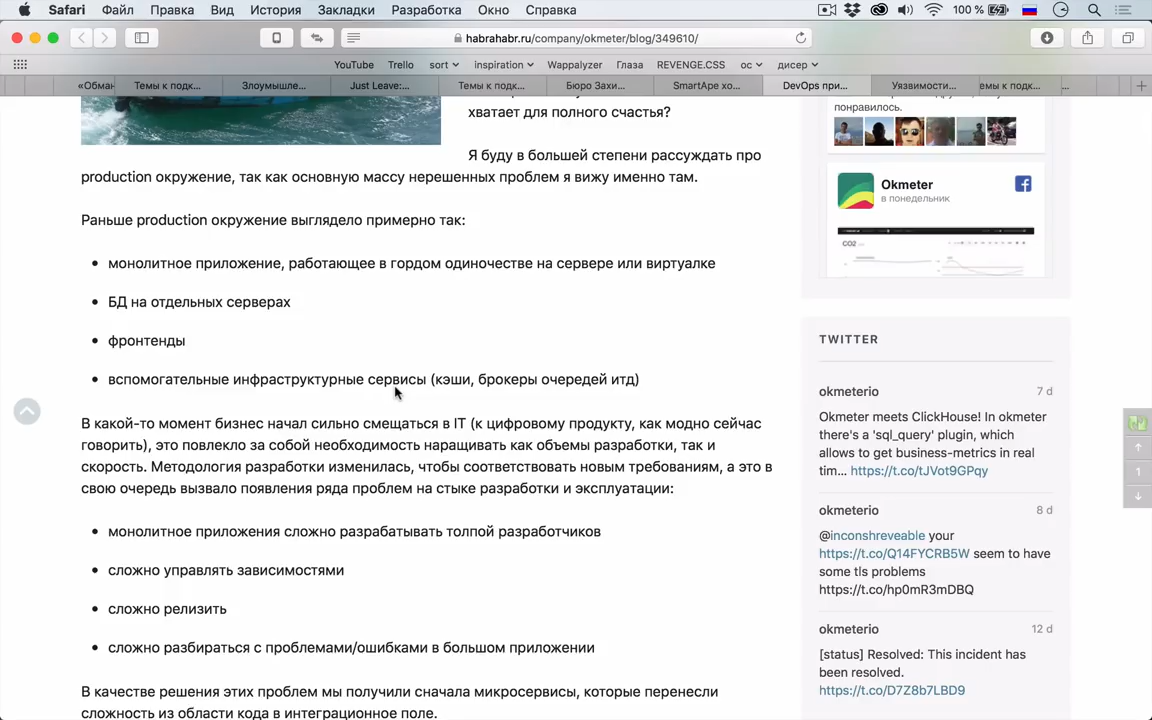 Safari Файл Правка Вид История Закладки Разработка Окно Справка 100 %
habrahabr.ru/company/okmeter/blog/349610/
YouTube Trello sort inspiration Wappalyzer Глаза REVENGE.CSS ос дисер
«Обман Темы к подк... Злоумышле... Just Leave:... Темы к подк... Бюро Захи... SmartApe хо... DevOps при... Уязвимости... емы к подк... ...
хватает для полного счастья?
Я буду в большей степени рассуждать про
production окружение, так как основную массу нерешенных проблем я вижу именно там.
Раньше production окружение выглядело примерно так:
монолитное приложение, работающее в гордом одиночестве на сервере или виртуалке
БД на отдельных серверах
фронтенды
вспомогательные инфраструктурные сервисы (кэши, брокеры очередей итд)
В какой-то момент бизнес начал сильно смещаться в IT (к цифровому продукту, как модно сейчас
говорить), это повлекло за собой необходимость наращивать как объемы разработки, так и
скорость. Методология разработки изменилась, чтобы соответствовать новым требованиям, а это в
свою очередь вызвало появления ряда проблем на стыке разработки и эксплуатации:
монолитное приложения сложно разрабатывать толпой разработчиков
сложно управлять зависимостями
сложно релизить
сложно разбираться с проблемами/ошибками в большом приложении
В качестве решения этих проблем мы получили сначала микросервисы, которые перенесли
сложность из области кода в интеграционное поле.
понравилось.
Okmeter
в понедельник
CO2
TWITTER
okmeterio 7 d
Okmeter meets ClickHouse! In okmeter
there's a 'sql_query' plugin, which
allows to get business-metrics in real
tim... https://t.co/tJVot9GPqy
okmeterio 8 d
@inconshreveable your
https://t.co/Q14FYCRB5W seem to have
some tls problems
https://t.co/hp0mR3mDBQ
okmeterio 12 d
[status] Resolved: This incident has
been resolved.
https://t.co/D7Z8b7LBD9
1